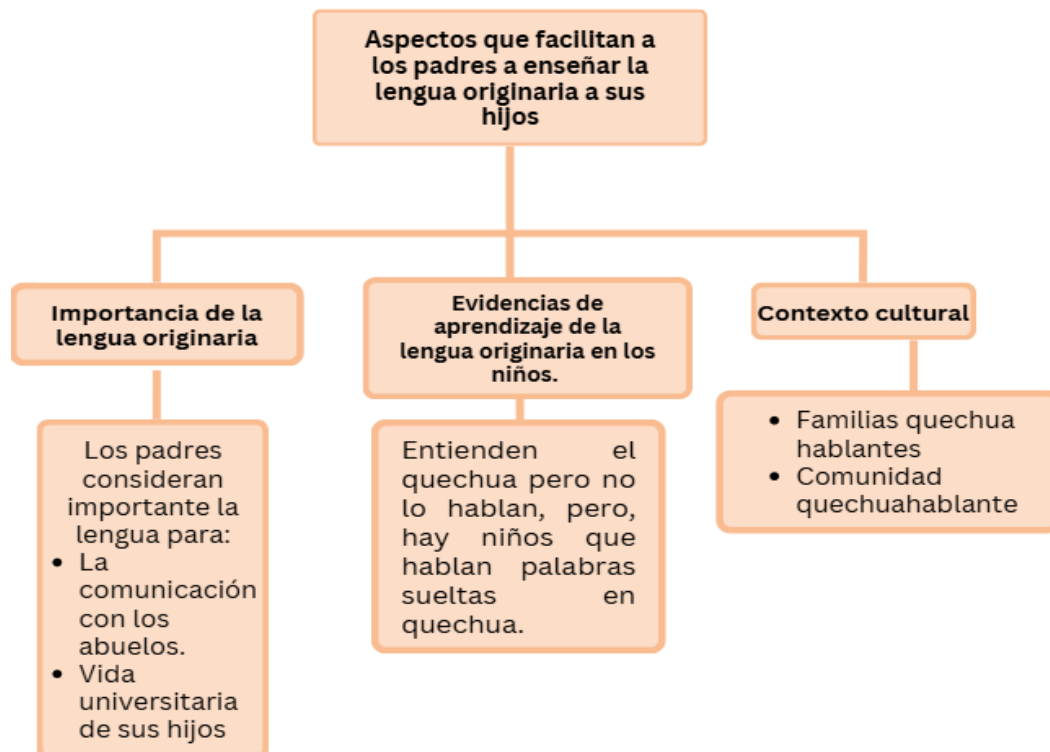 Aspectos que facilitan a
los padres a enseñar la
lengua originaria a sus
hijos
Importancia de la
lengua originaria
Los padres
consideran
importante la
lengua para:
• La
comunicación
con los
abuelos.
• Vida
universitaria
de sus hijos
Evidencias de
aprendizaje de la
lengua originaria en los
niños.
Entienden el
quechua pero no
lo hablan, pero,
hay niños que
hablan palabras
sueltas en
quechua.
Contexto cultural
• Familias quechua
hablantes
• Comunidad
quechuahablante